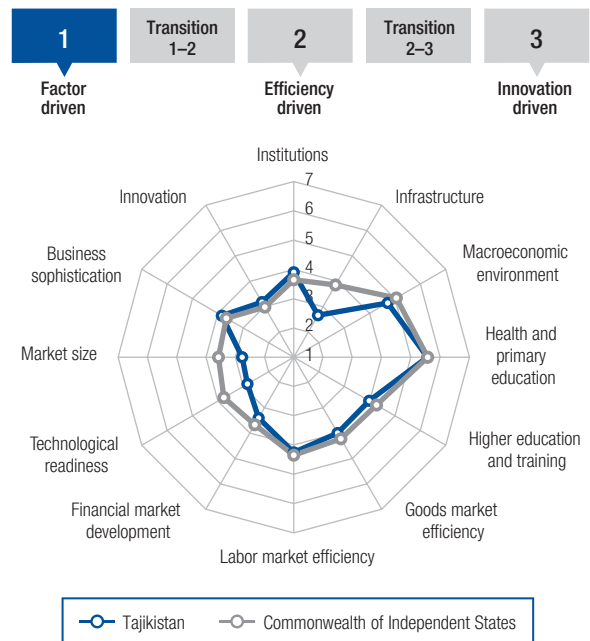 1
Transition
1–2
2
Transition
2–3
3
Factor
driven
Efficiency
driven
Innovation
driven
Institutions
Innovation
Infrastructure
Business
sophistication
Macroeconomic
environment
Market size
Health and
primary
education
Technological
readiness
Higher education
and training
Financial market
development
Goods market
efficiency
Labor market efficiency
7
6
5
4
3
2
1
Tajikistan
Commonwealth of Independent States